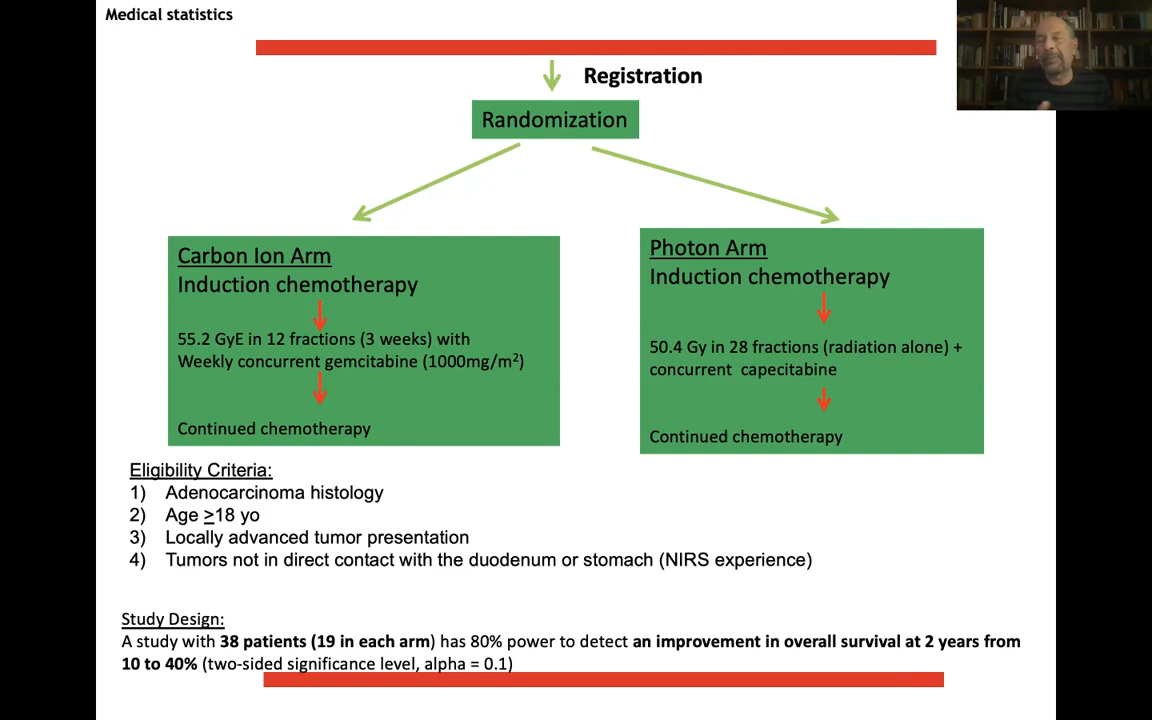 Medical statistics
Registration
Randomization
Carbon Ion Arm
Induction chemotherapy
55.2 GyE in 12 fractions (3 weeks) with
Weekly concurrent gemcitabine (1000mg/m²)
Continued chemotherapy
Photon Arm
Induction chemotherapy
50.4 Gy in 28 fractions (radiation alone) +
concurrent capecitabine
Continued chemotherapy
Eligibility Criteria:
1) Adenocarcinoma histology
2) Age ≥18 yo
3) Locally advanced tumor presentation
4) Tumors not in direct contact with the duodenum or stomach (NIRS experience)
Study Design:
A study with 38 patients (19 in each arm) has 80% power to detect an improvement in overall survival at 2 years from
10 to 40% (two-sided significance level, alpha = 0.1)